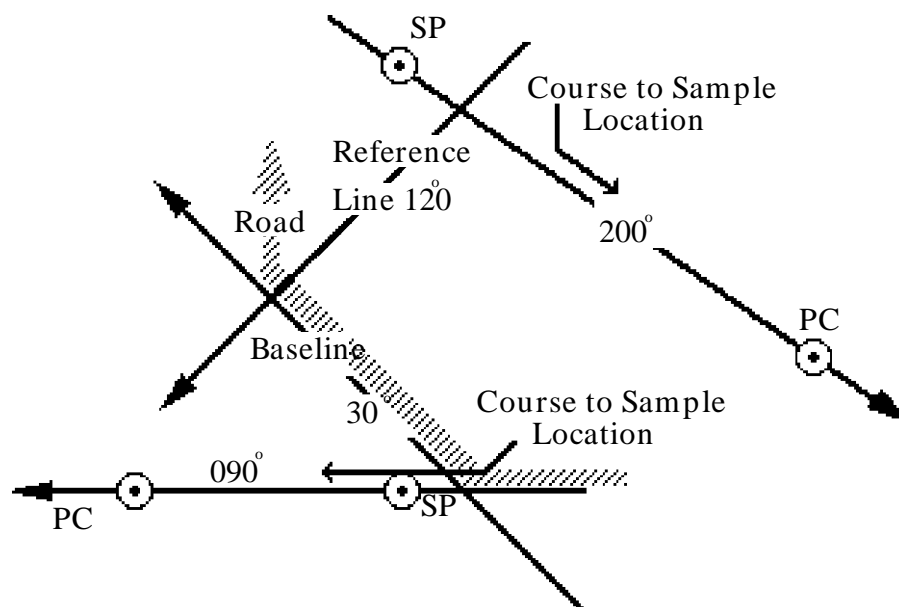 SP
Course to Sample
Location
Reference
Line 120°
Road
200°
PC
Baseline
30°
Course to Sample
Location
090°
SP
PC